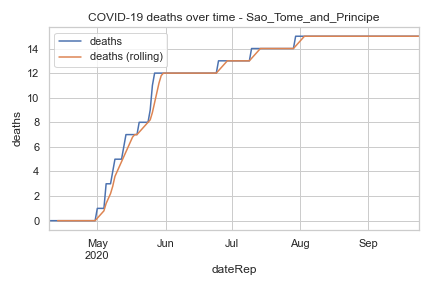 COVID-19 deaths over time - Sao_Tome_and_Principe
deaths
deaths (rolling)
14
12
10
8
6
4
2
0
deaths
May Jun Jul Aug Sep
2020
dateRep